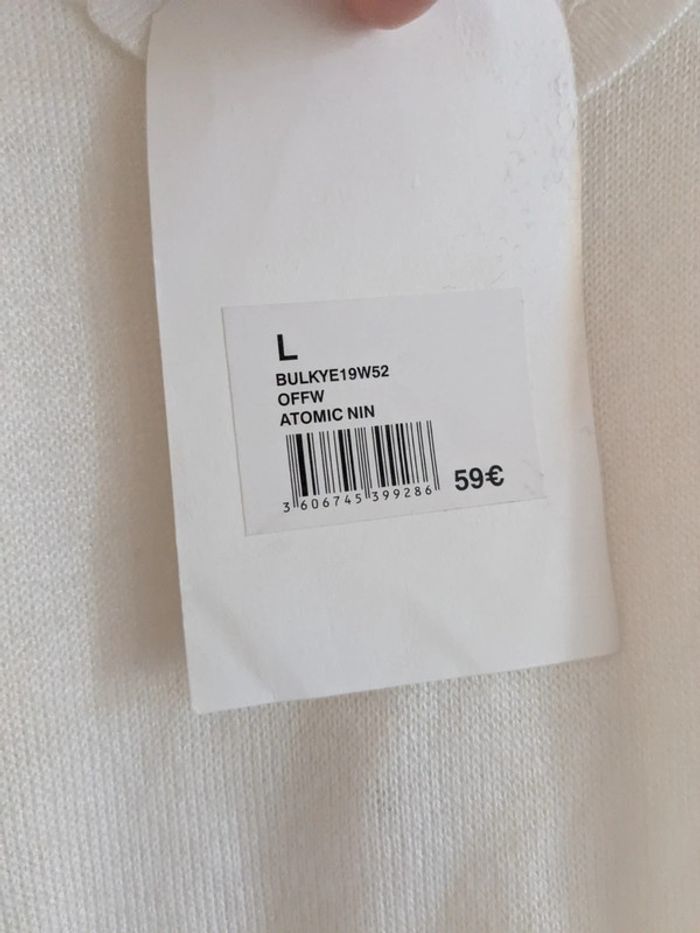 L
BULKYE19W52
OFFW
ATOMIC NIN
3 606745 399286
59€